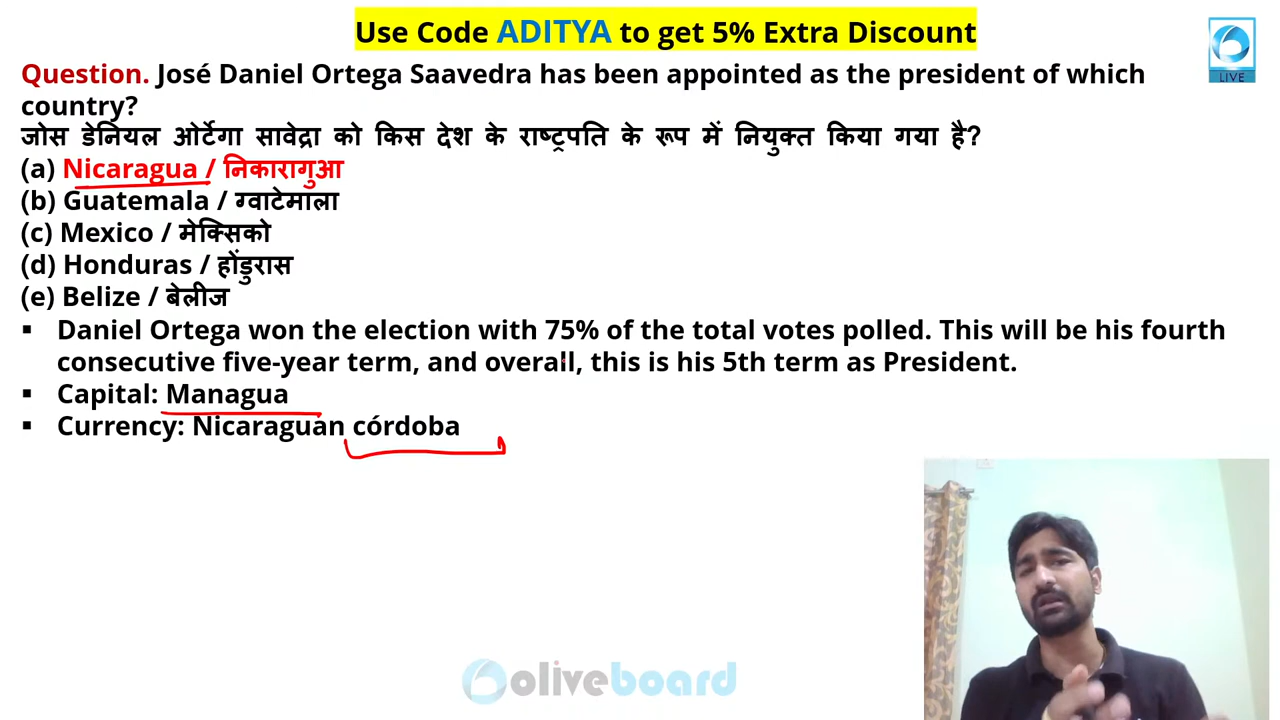 Use Code ADITYA to get 5% Extra Discount
LIVE
Question. José Daniel Ortega Saavedra has been appointed as the president of which
country?
जोस डेनियल ओर्टेगा सावेद्रा को किस देश के राष्ट्रपति के रूप में नियुक्त किया गया है?
(a) Nicaragua / निकारागुआ
(b) Guatemala / ग्वाटेमाला
(c) Mexico / मेक्सिको
(d) Honduras / होंडुरास
(e) Belize / बेलीज
▪ Daniel Ortega won the election with 75% of the total votes polled. This will be his fourth
consecutive five-year term, and overall, this is his 5th term as President.
▪ Capital: Managua
▪ Currency: Nicaraguan córdoba
oliveboard